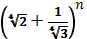 (∜2 + 1/∜3)ⁿ